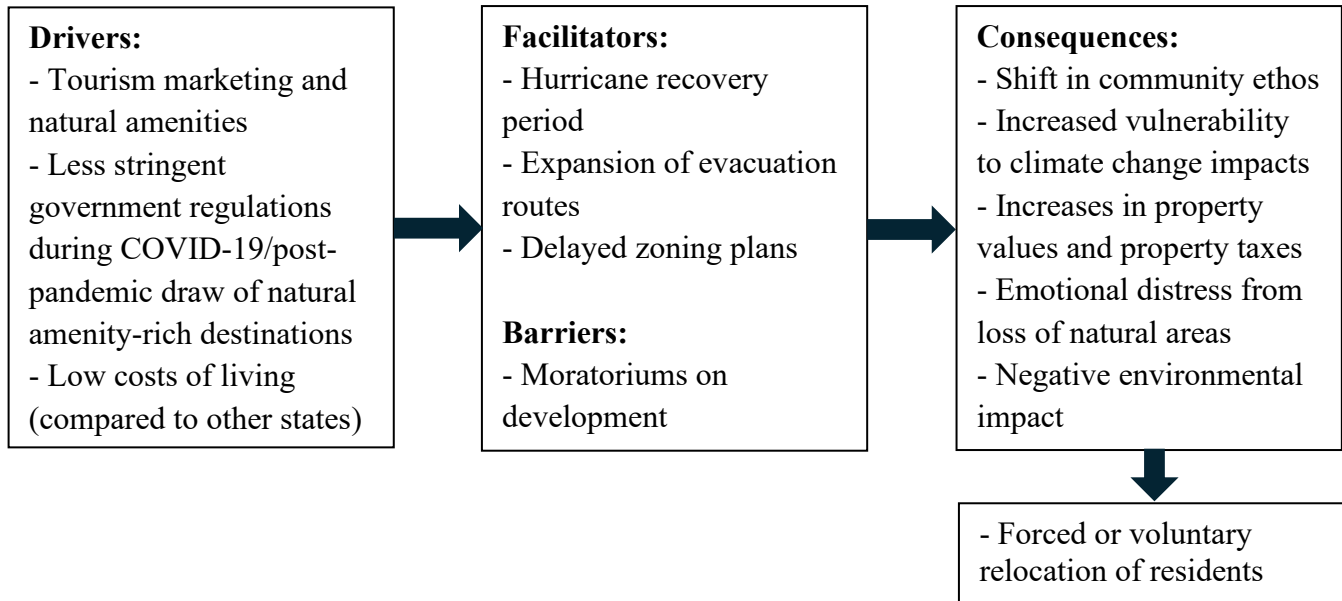 Drivers:
- Tourism marketing and
natural amenities
- Less stringent
government regulations
during COVID-19/post-
pandemic draw of natural
amenity-rich destinations
- Low costs of living
(compared to other states)
Facilitators:
- Hurricane recovery
period
- Expansion of evacuation
routes
- Delayed zoning plans
Barriers:
- Moratoriums on
development
Consequences:
- Shift in community ethos
- Increased vulnerability
to climate change impacts
- Increases in property
values and property taxes
- Emotional distress from
loss of natural areas
- Negative environmental
impact
- Forced or voluntary
relocation of residents